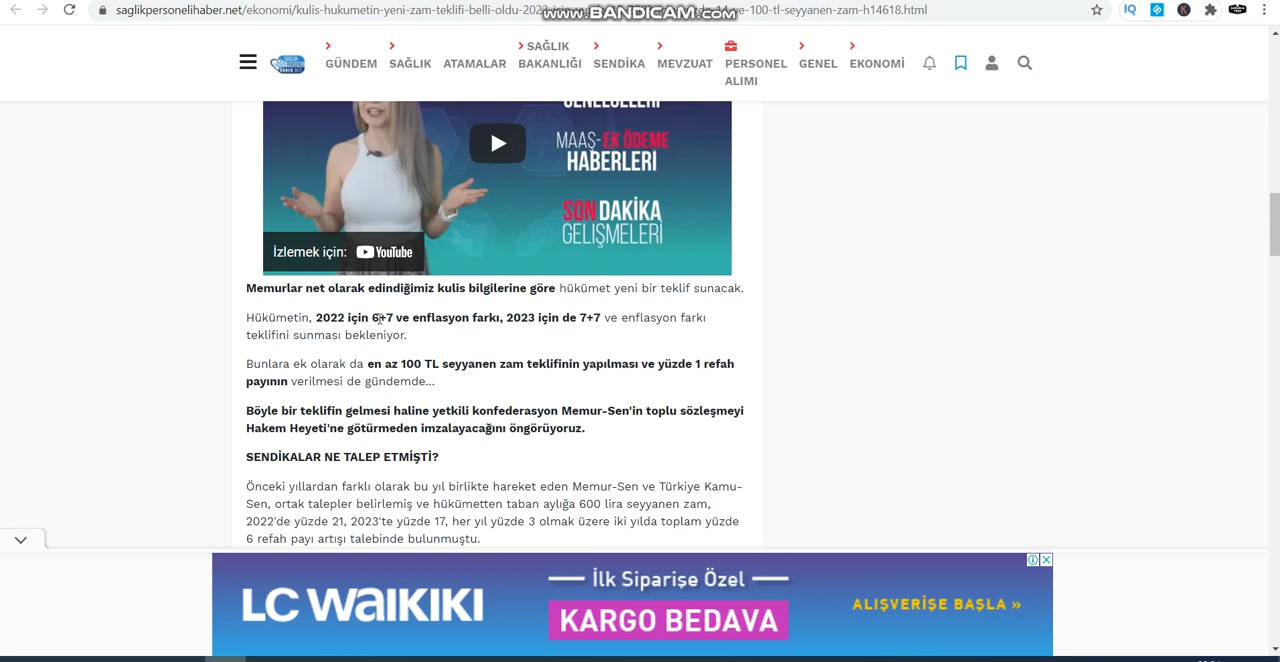 saglikpersonelihaber.net/ekonomi/kulis-hukumetin-yeni-zam-teklifi-belli-oldu-202
-100-tl-seyyanen-zam-h14618.html
www.BANDICAM.com
GÜNDEM
SAĞLIK
ATAMALAR
SAĞLIK
BAKANLIĞI
SENDİKA
MEVZUAT
PERSONEL
ALIMI
GENEL
EKONOMİ
GENELGELERİ
MAAŞ-EK ÖDEME
HABERLERİ
SON DAKİKA
GELİŞMELERİ
İzlemek için: YouTube
Memurlar net olarak edindiğimiz kulis bilgilerine göre hükümet yeni bir teklif sunacak.
Hükümetin, 2022 için 6+7 ve enflasyon farkı, 2023 için de 7+7 ve enflasyon farkı
teklifini sunması bekleniyor.
Bunlara ek olarak da en az 100 TL seyyanen zam teklifinin yapılması ve yüzde 1 refah
payının verilmesi de gündemde...
Böyle bir teklifin gelmesi haline yetkili konfederasyon Memur-Sen'in toplu sözleşmeyi
Hakem Heyeti'ne götürmeden imzalayacağını öngörüyoruz.
SENDİKALAR NE TALEP ETMİŞTİ?
Önceki yıllardan farklı olarak bu yıl birlikte hareket eden Memur-Sen ve Türkiye Kamu-
Sen, ortak talepler belirlemiş ve hükümetten taban aylığa 600 lira seyyanen zam,
2022'de yüzde 21, 2023'te yüzde 17, her yıl yüzde 3 olmak üzere iki yılda toplam yüzde
6 refah payı artışı talebinde bulunmuştu.
LC WAIKIKI
İlk Siparişe Özel
KARGO BEDAVA
ALIŞVERİŞE BAŞLA »